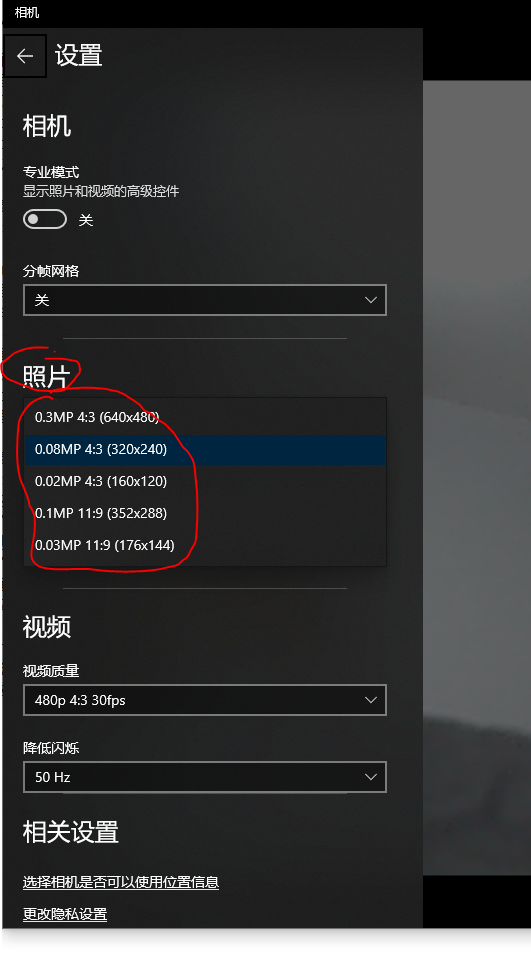 相机
设置
相机
专业模式
显示照片和视频的高级控件
关
分帧网格
关
照片
0.3MP 4:3 (640x480)
0.08MP 4:3 (320x240)
0.02MP 4:3 (160x120)
0.1MP 11:9 (352x288)
0.03MP 11:9 (176x144)
视频
视频质量
480p 4:3 30fps
降低闪烁
50 Hz
相关设置
选择相机是否可以使用位置信息
更改隐私设置